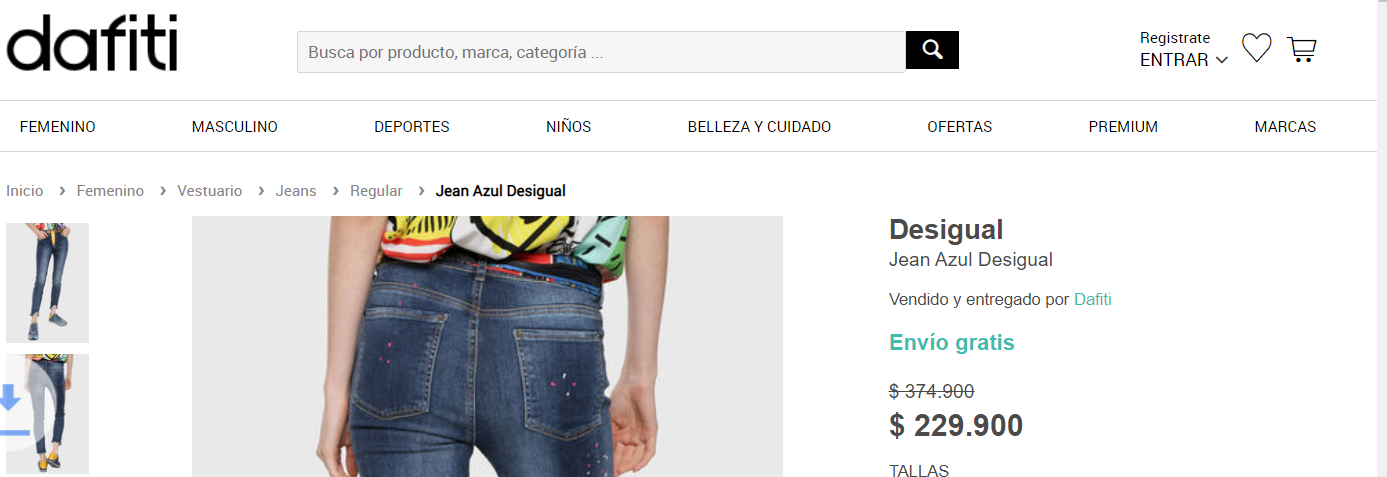 dafiti
Busca por producto, marca, categoría ...
Registrate
ENTRAR
FEMENINO MASCULINO DEPORTES NIÑOS BELLEZA Y CUIDADO OFERTAS PREMIUM MARCAS
Inicio › Femenino › Vestuario › Jeans › Regular › Jean Azul Desigual
Desigual
Jean Azul Desigual
Vendido y entregado por Dafiti
Envío gratis
$ 374.900
$ 229.900
TALLAS